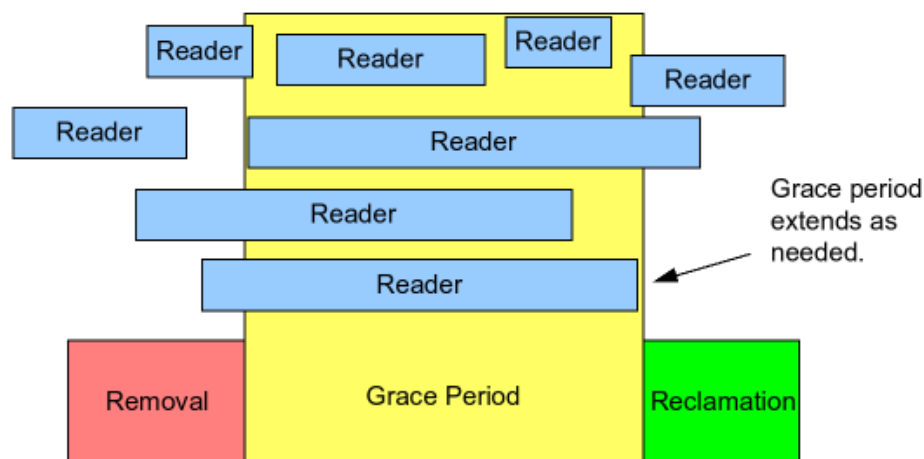 Reader
Reader
Reader
Reader
Reader
Reader
Reader
Grace period
extends as
needed.
Reader
Removal
Grace Period
Reclamation